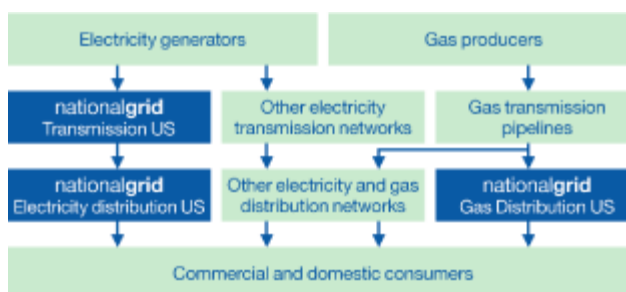 Electricity generators
Gas producers
nationalgrid
Transmission US
Other electricity
transmission networks
Gas transmission
pipelines
nationalgrid
Electricity distribution US
Other electricity and gas
distribution networks
nationalgrid
Gas Distribution US
Commercial and domestic consumers